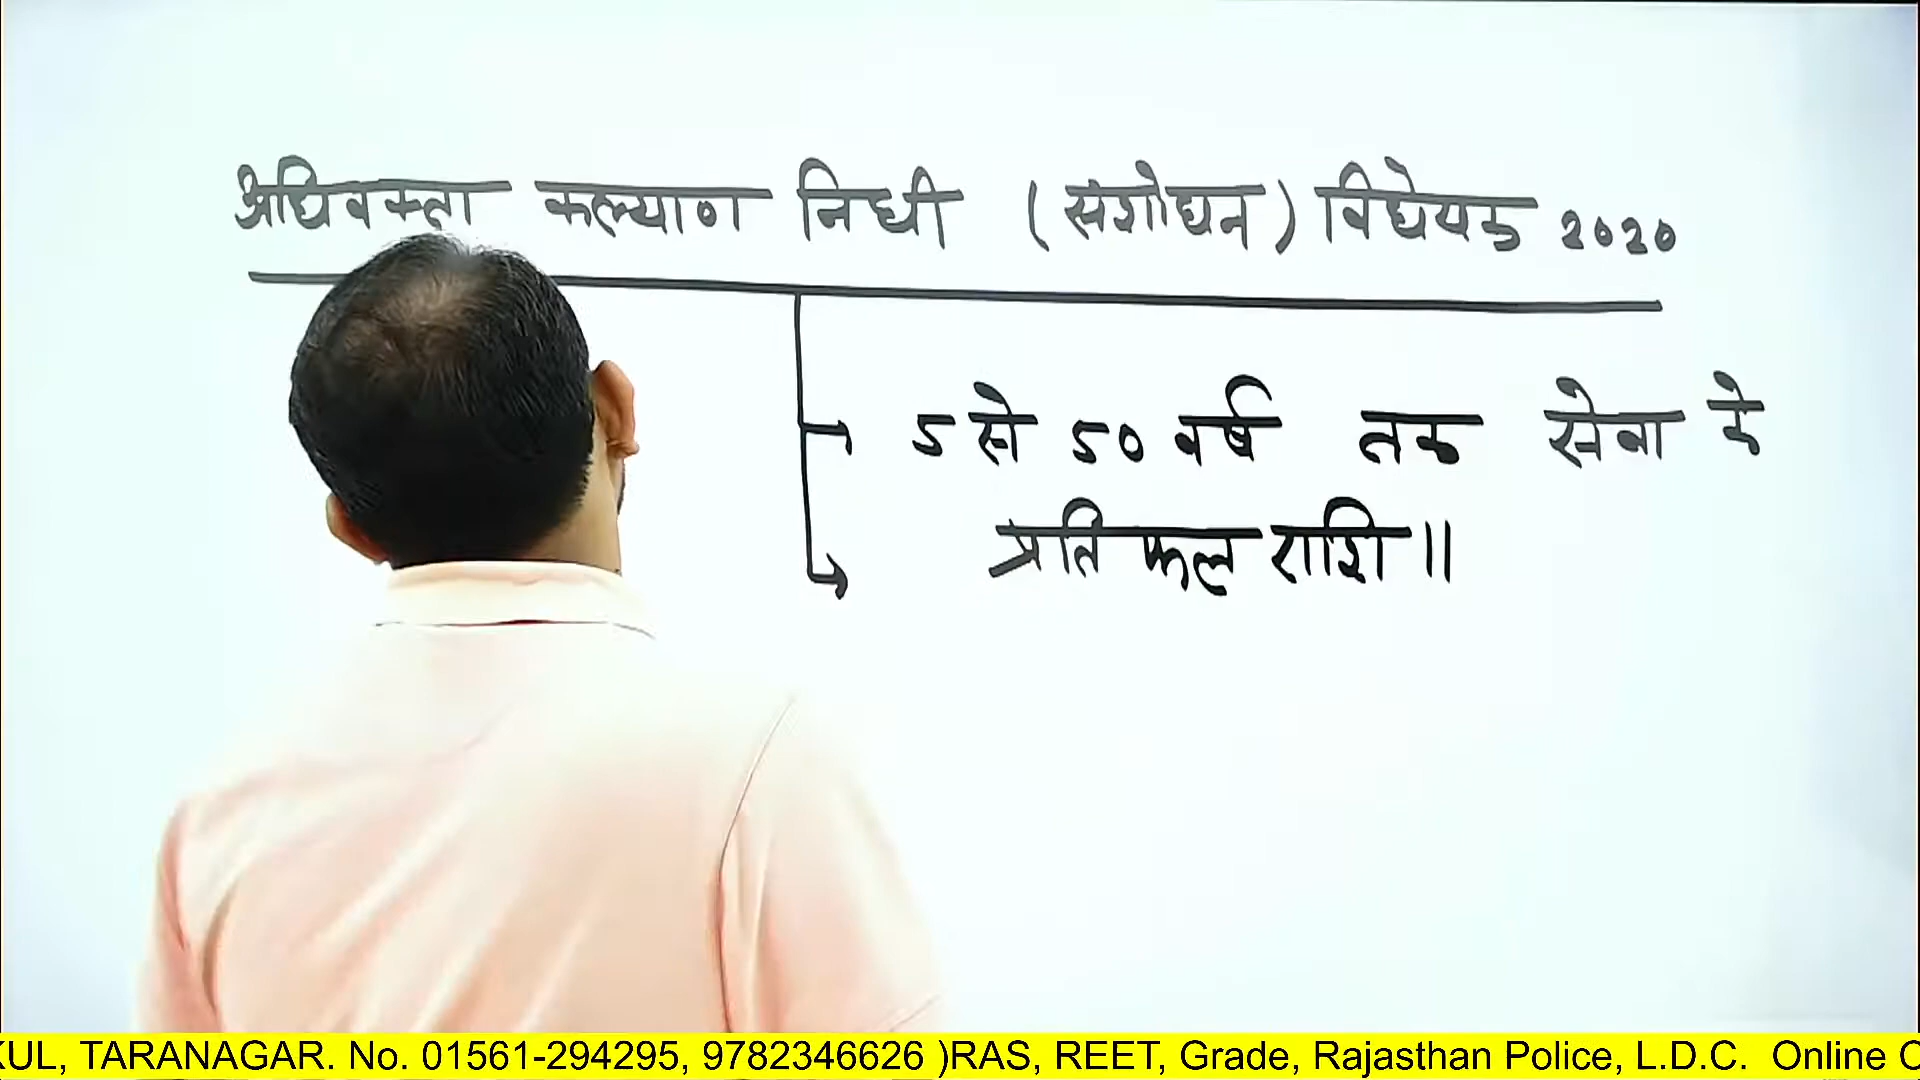 अधिवक्ता कल्याण निधी (संशोधन) विधेयक 2020
5 से 50 वर्ष तक सेवा के
प्रतिफल राशि ॥
KUL, TARANAGAR. No. 01561-294295, 9782346626 )RAS, REET, Grade, Rajasthan Police, L.D.C. Online C